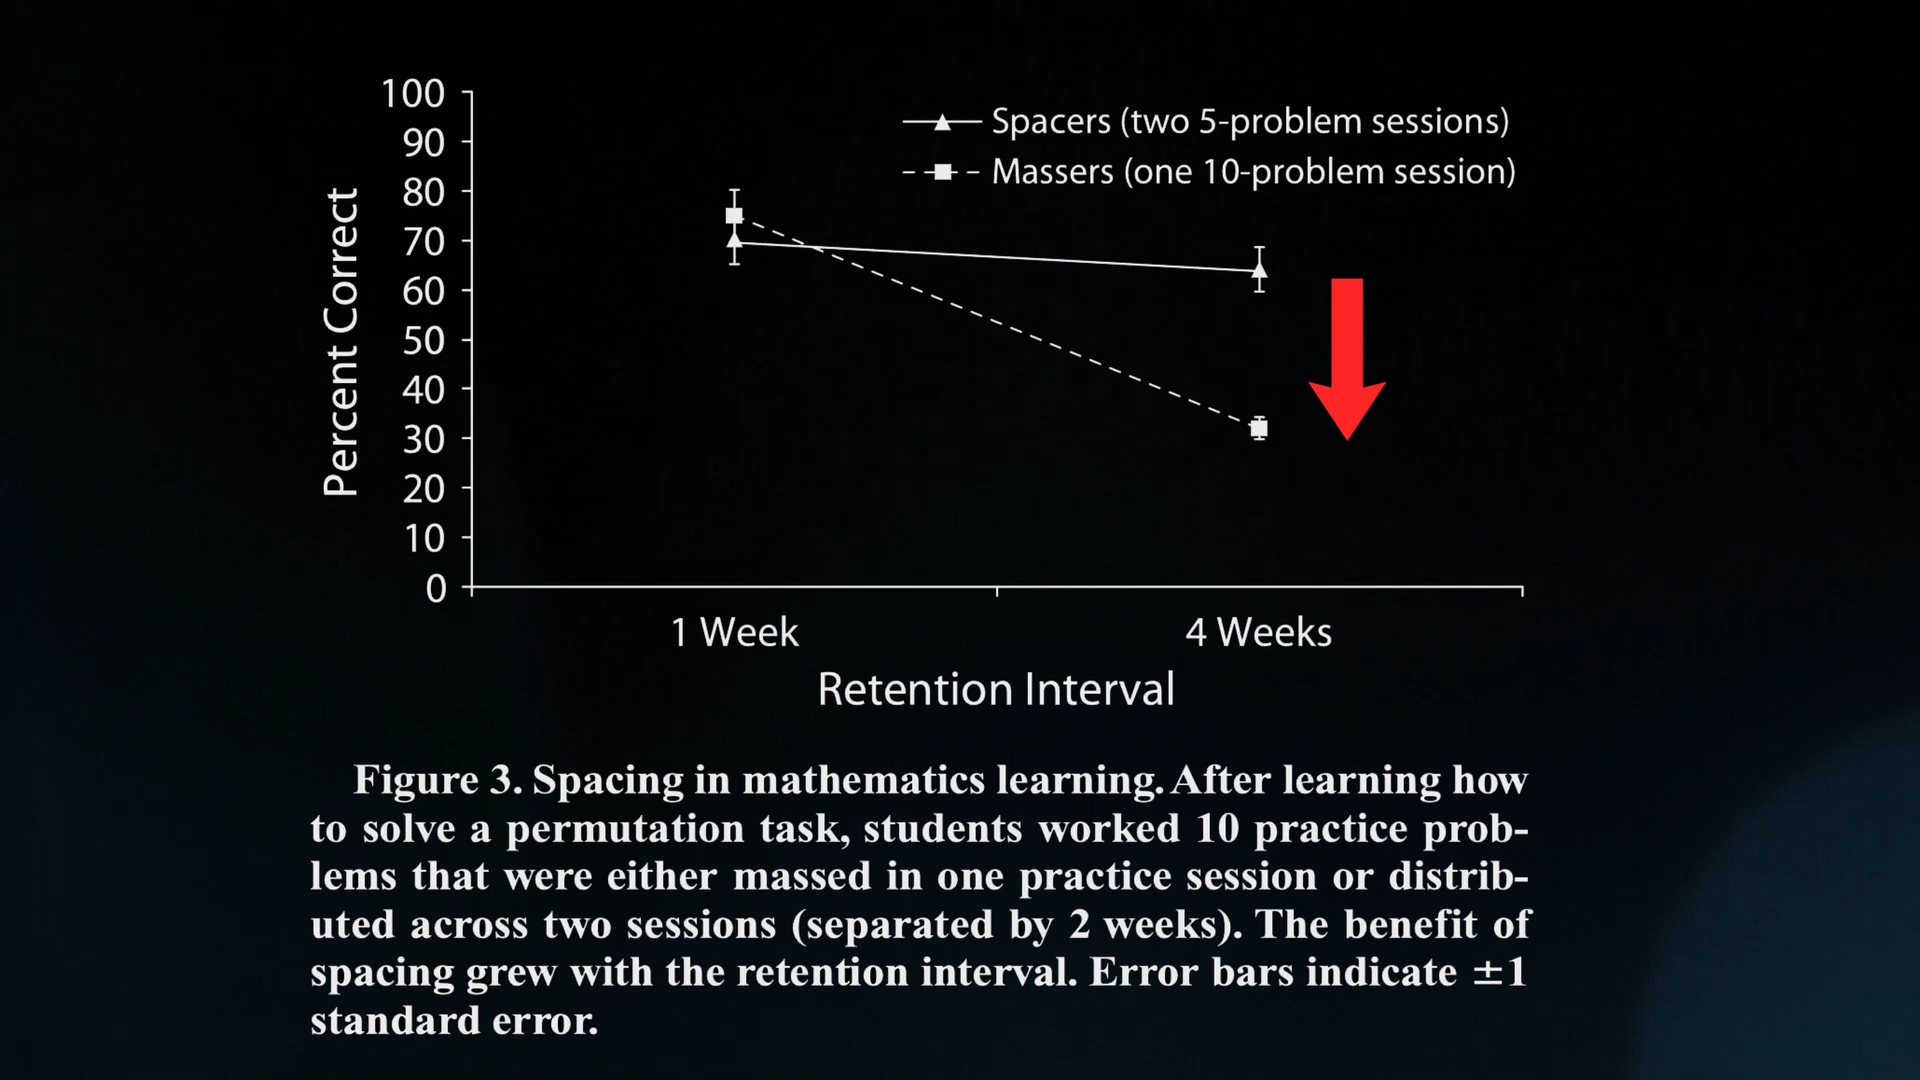 100
90
80
70
60
50
40
30
20
10
0
Percent Correct
Spacers (two 5-problem sessions)
Massers (one 10-problem session)
1 Week
4 Weeks
Retention Interval
Figure 3. Spacing in mathematics learning. After learning how
to solve a permutation task, students worked 10 practice prob-
lems that were either massed in one practice session or distrib-
uted across two sessions (separated by 2 weeks). The benefit of
spacing grew with the retention interval. Error bars indicate ±1
standard error.